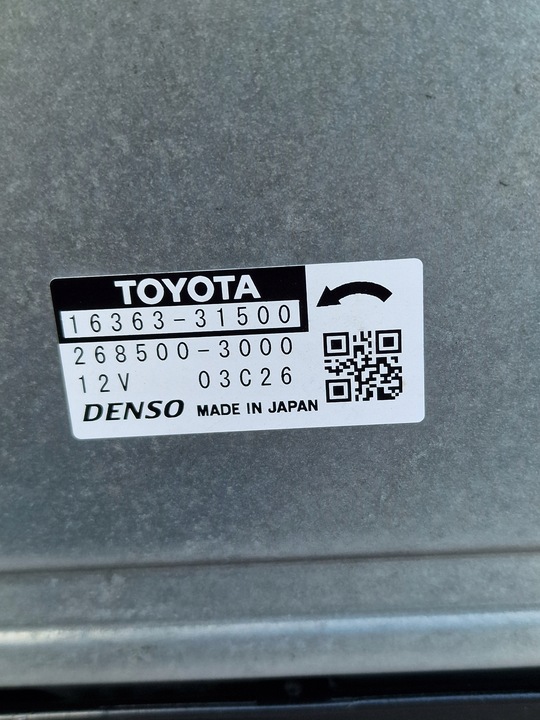 TOYOTA
16363-31500
268500-3000
12V 03C26
DENSO MADE IN JAPAN